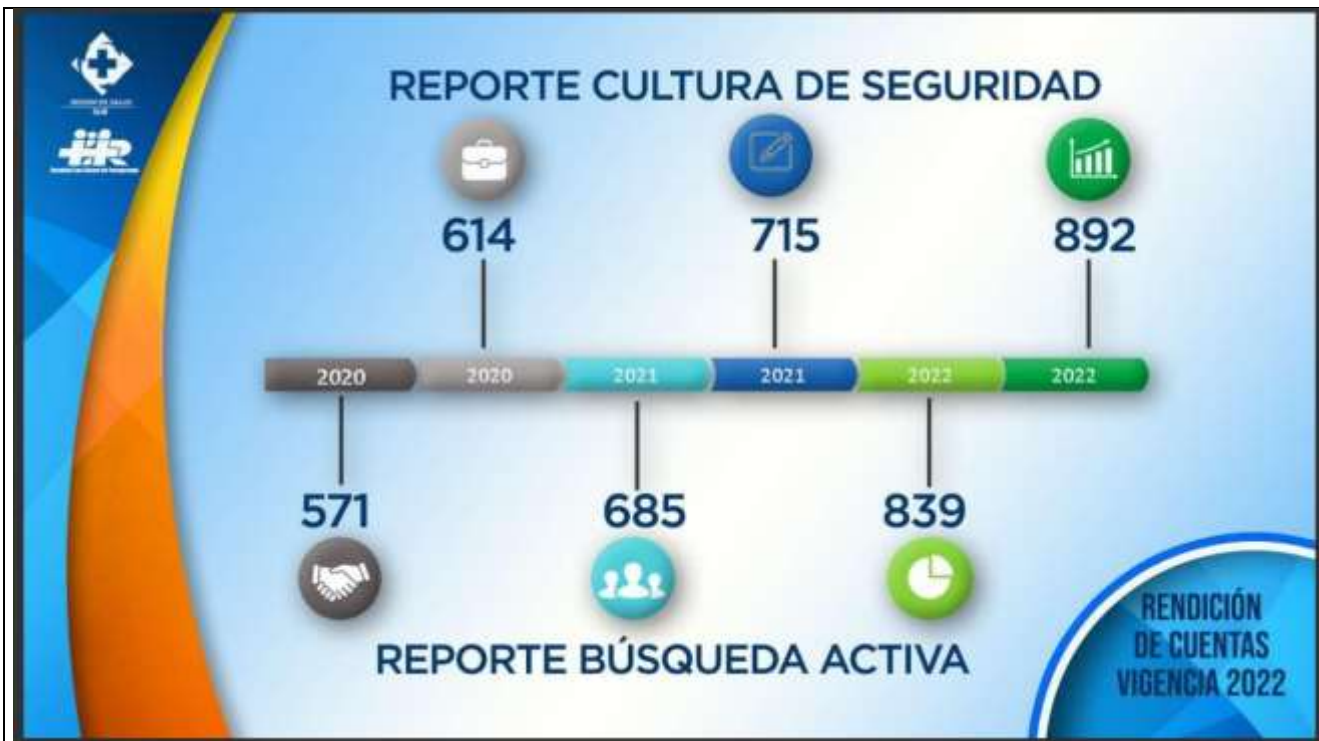 REPORTE CULTURA DE SEGURIDAD
614
715
892
2020
2020
2021
2021
2022
2022
571
685
839
REPORTE BÚSQUEDA ACTIVA
RENDICIÓN
DE CUENTAS
VIGENCIA 2022